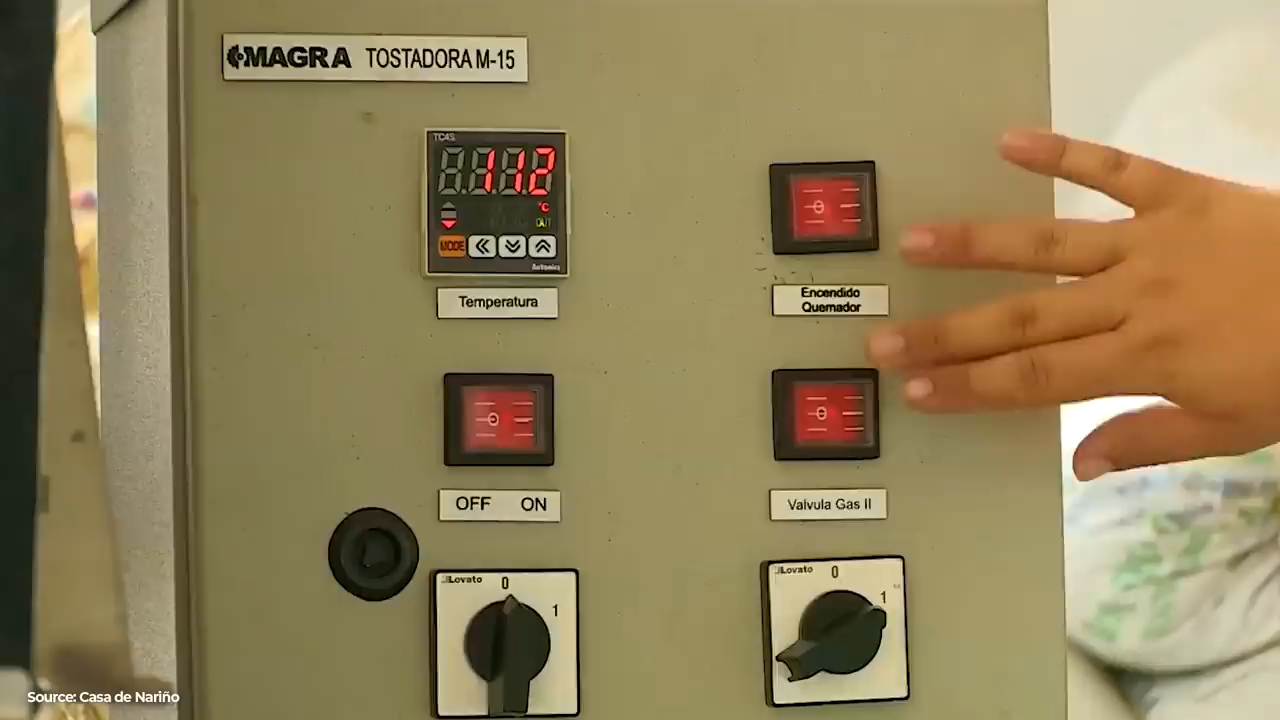 MAGRA TOSTADORA M-15
TC4S
112
°C
OUT
MODE
Autonics
Temperatura
Encendido
Quemador
OFF ON
Valvula Gas II
Lovato 0
1
Lovato 0
1
Source: Casa de Nariño